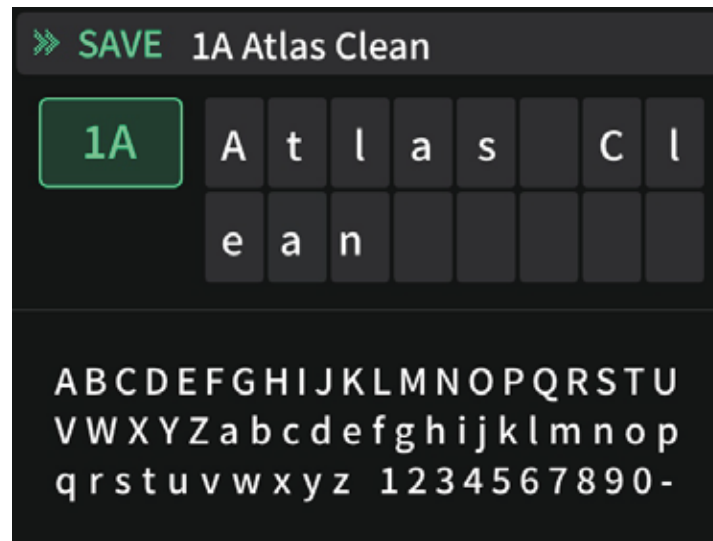 SAVE 1A Atlas Clean
1A A t l a s C l
e a n
A B C D E F G H I J K L M N O P Q R S T U
V W X Y Z a b c d e f g h i j k l m n o p
q r s t u v w x y z 1 2 3 4 5 6 7 8 9 0 -